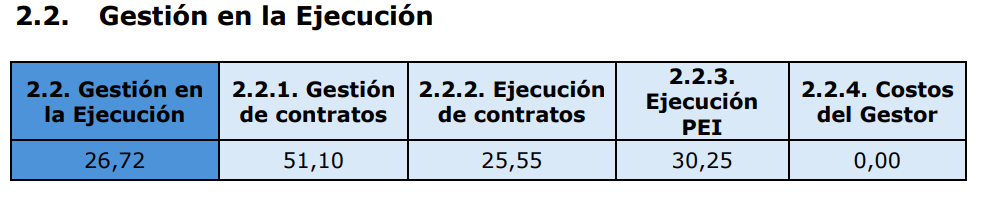 2.2. Gestión en la Ejecución
2.2. Gestión en la Ejecución
2.2.1. Gestión de contratos
2.2.2. Ejecución de contratos
2.2.3. Ejecución PEI
2.2.4. Costos del Gestor
26,72
51,10
25,55
30,25
0,00